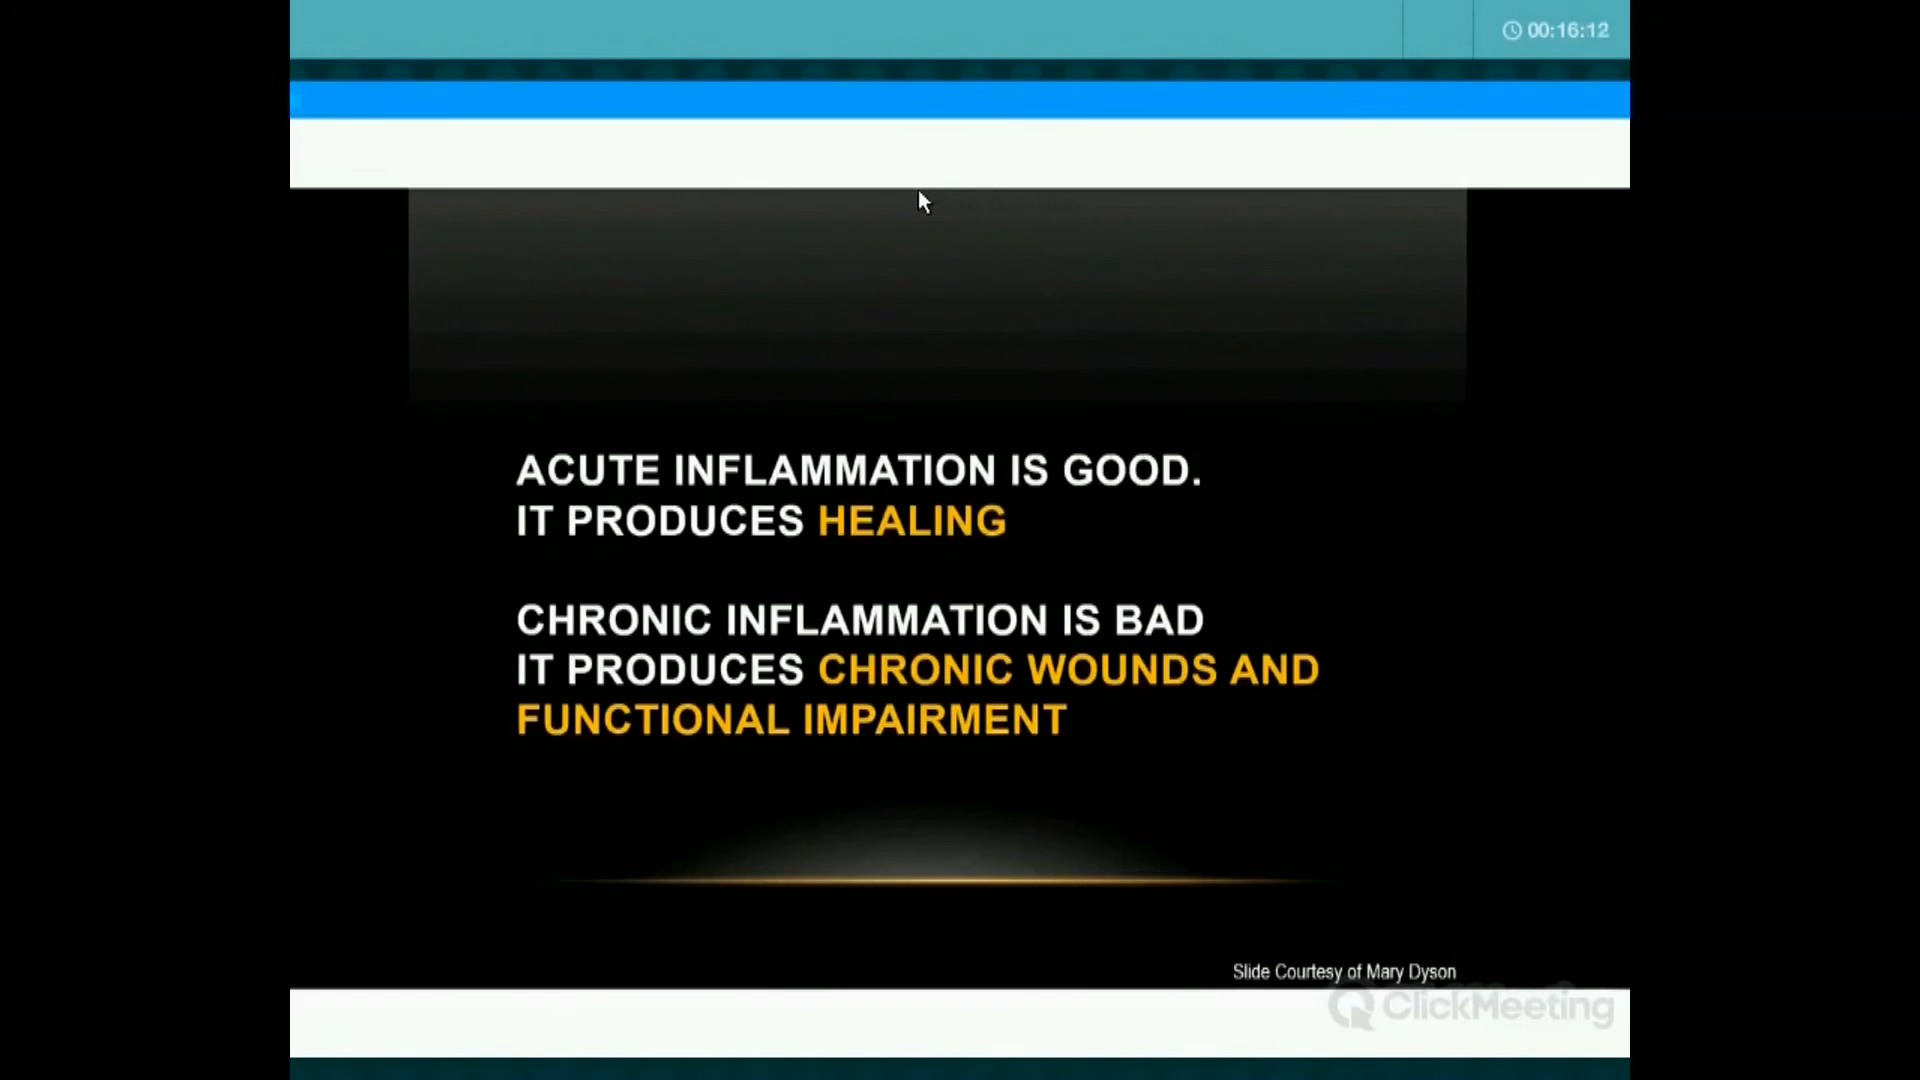 00:16:12
ACUTE INFLAMMATION IS GOOD.
IT PRODUCES HEALING
CHRONIC INFLAMMATION IS BAD
IT PRODUCES CHRONIC WOUNDS AND
FUNCTIONAL IMPAIRMENT
Slide Courtesy of Mary Dyson
ClickMeeting